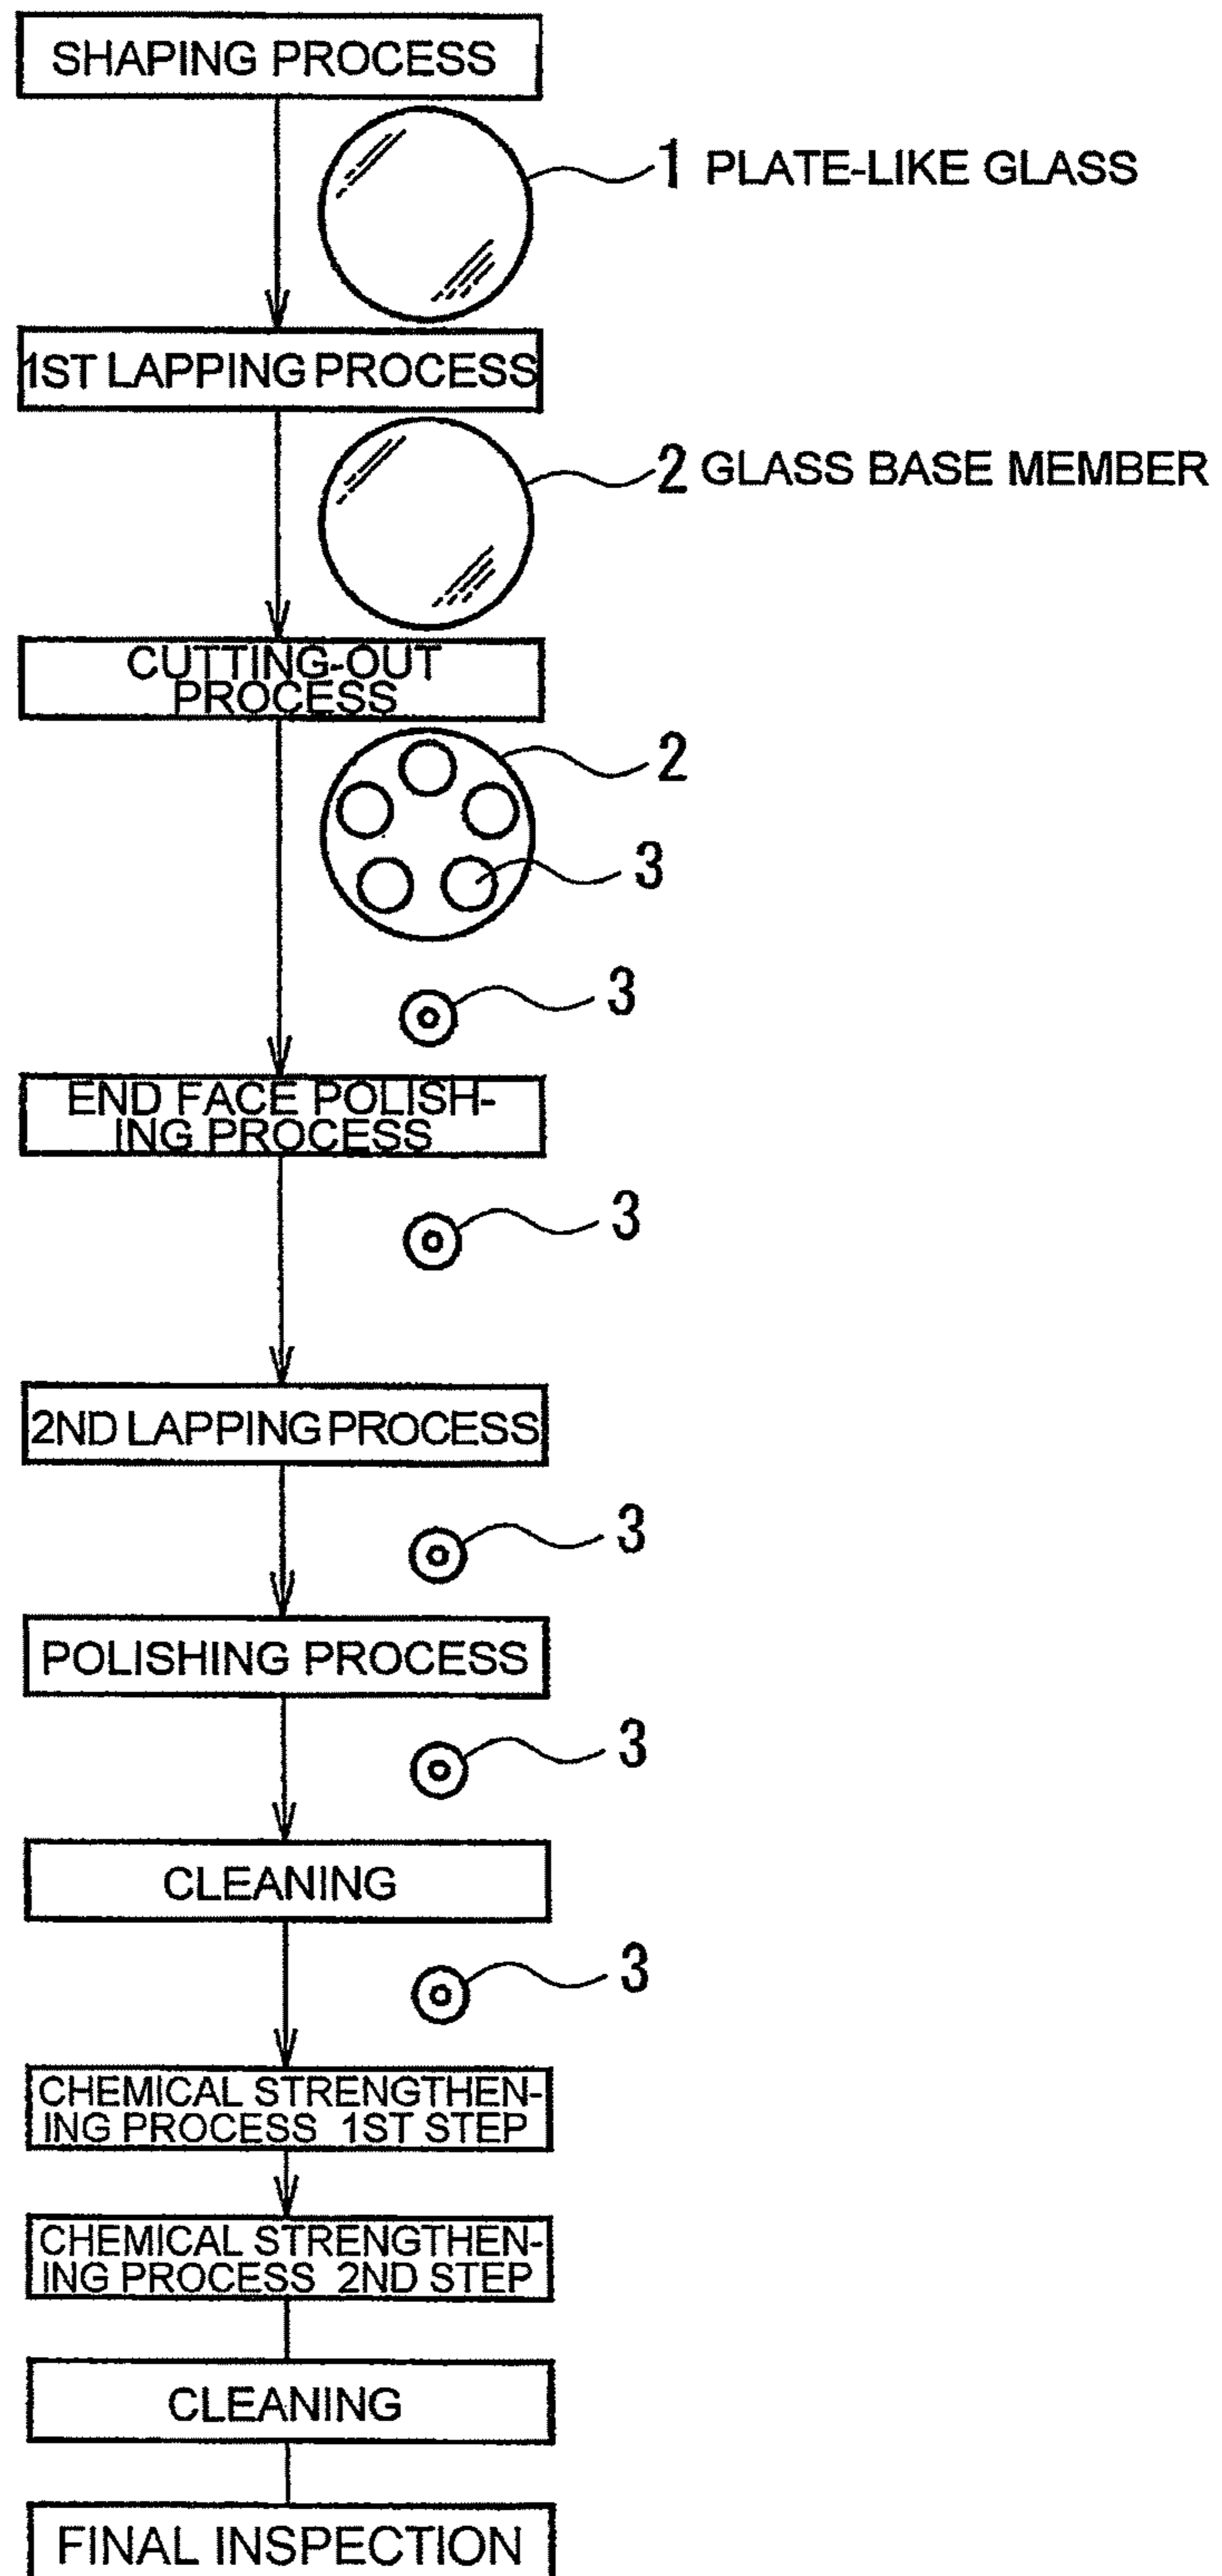 SHAPING PROCESS
1 PLATE-LIKE GLASS
1ST LAPPING PROCESS
2 GLASS BASE MEMBER
CUTTING-OUT
PROCESS
2
3
3
END FACE POLISH-
ING PROCESS
3
2ND LAPPING PROCESS
3
POLISHING PROCESS
3
CLEANING
3
CHEMICAL STRENGTHEN-
ING PROCESS 1ST STEP
CHEMICAL STRENGTHEN-
ING PROCESS 2ND STEP
CLEANING
FINAL INSPECTION